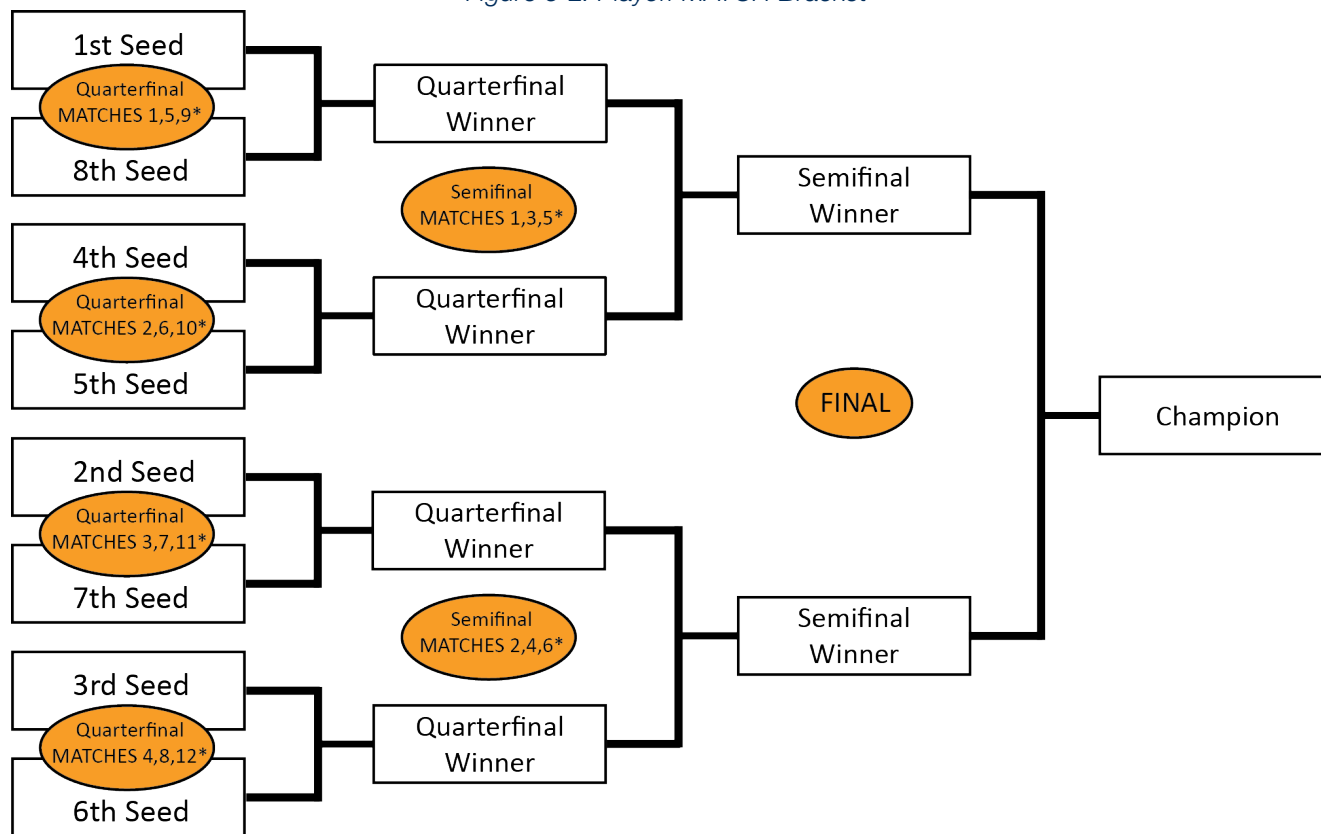 1st Seed
Quarterfinal
MATCHES 1,5,9*
8th Seed
4th Seed
Quarterfinal
MATCHES 2,6,10*
5th Seed
2nd Seed
Quarterfinal
MATCHES 3,7,11*
7th Seed
3rd Seed
Quarterfinal
MATCHES 4,8,12*
6th Seed
Quarterfinal
Winner
Semifinal
MATCHES 1,3,5*
Quarterfinal
Winner
Quarterfinal
Winner
Semifinal
MATCHES 2,4,6*
Quarterfinal
Winner
Semifinal
Winner
FINAL
Semifinal
Winner
Champion